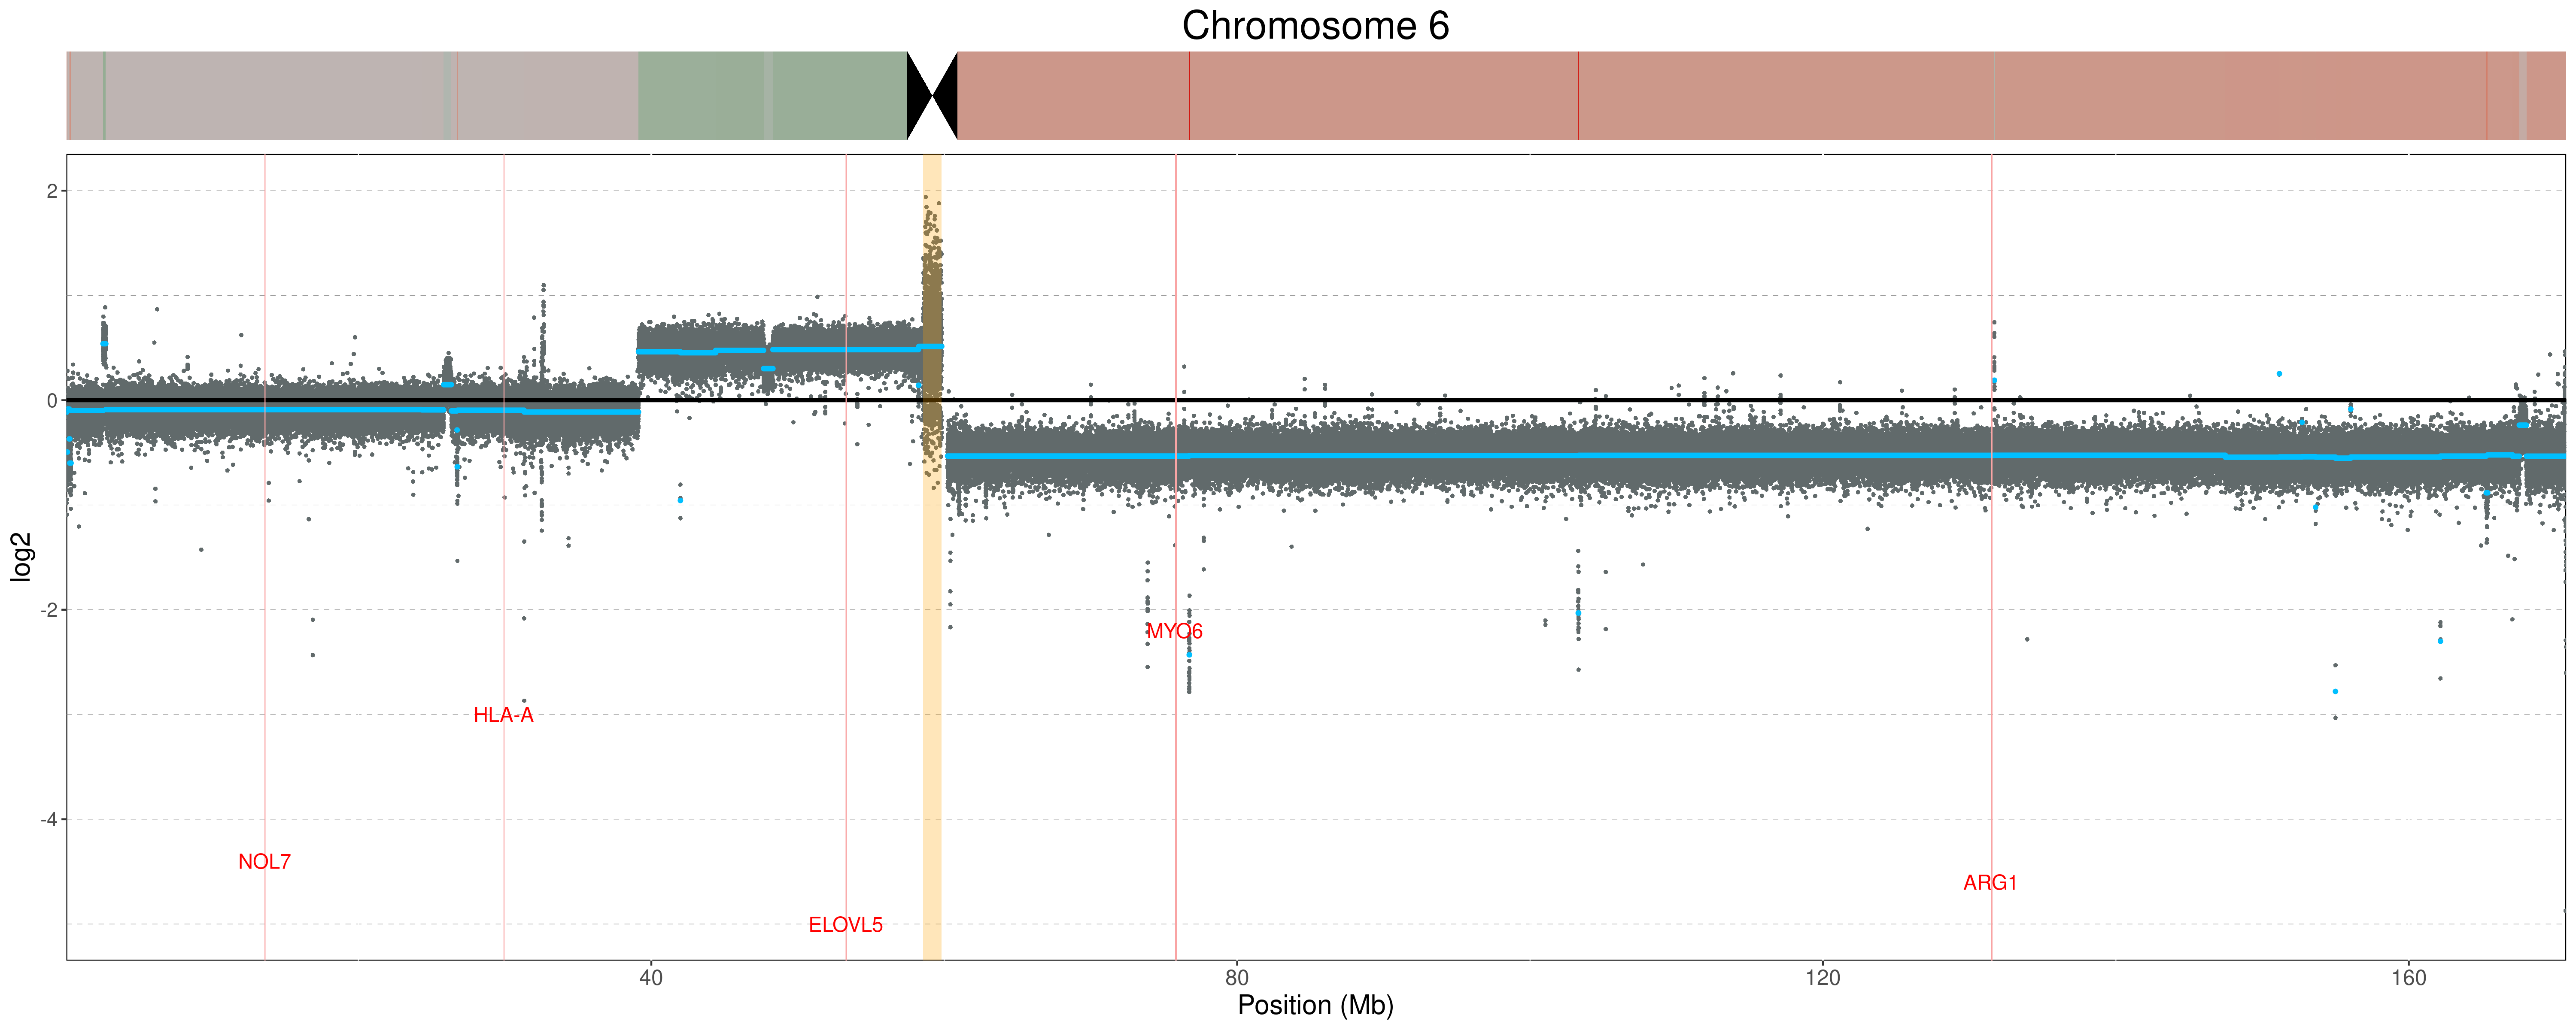 Chromosome 6
2
0
-2
-4
log2
MYO6
HLA-A
NOL7
ARG1
ELOVL5
40
80
120
160
Position (Mb)